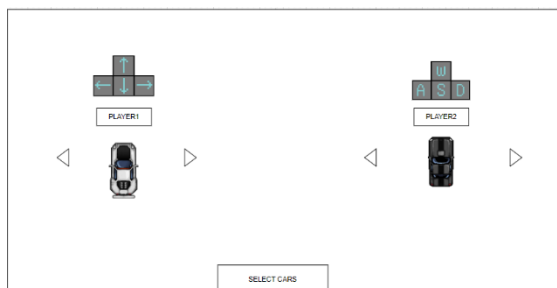 ↑
← ↓ →
PLAYER1
W
A S D
PLAYER2
SELECT CARS